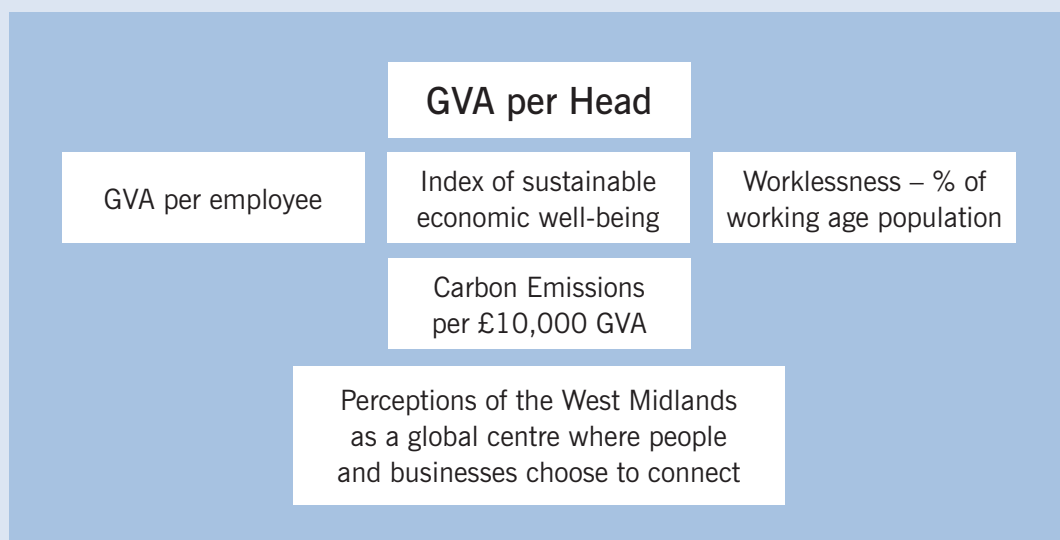 GVA per Head
GVA per employee
Index of sustainable
economic well-being
Worklessness – % of
working age population
Carbon Emissions
per £10,000 GVA
Perceptions of the West Midlands
as a global centre where people
and businesses choose to connect